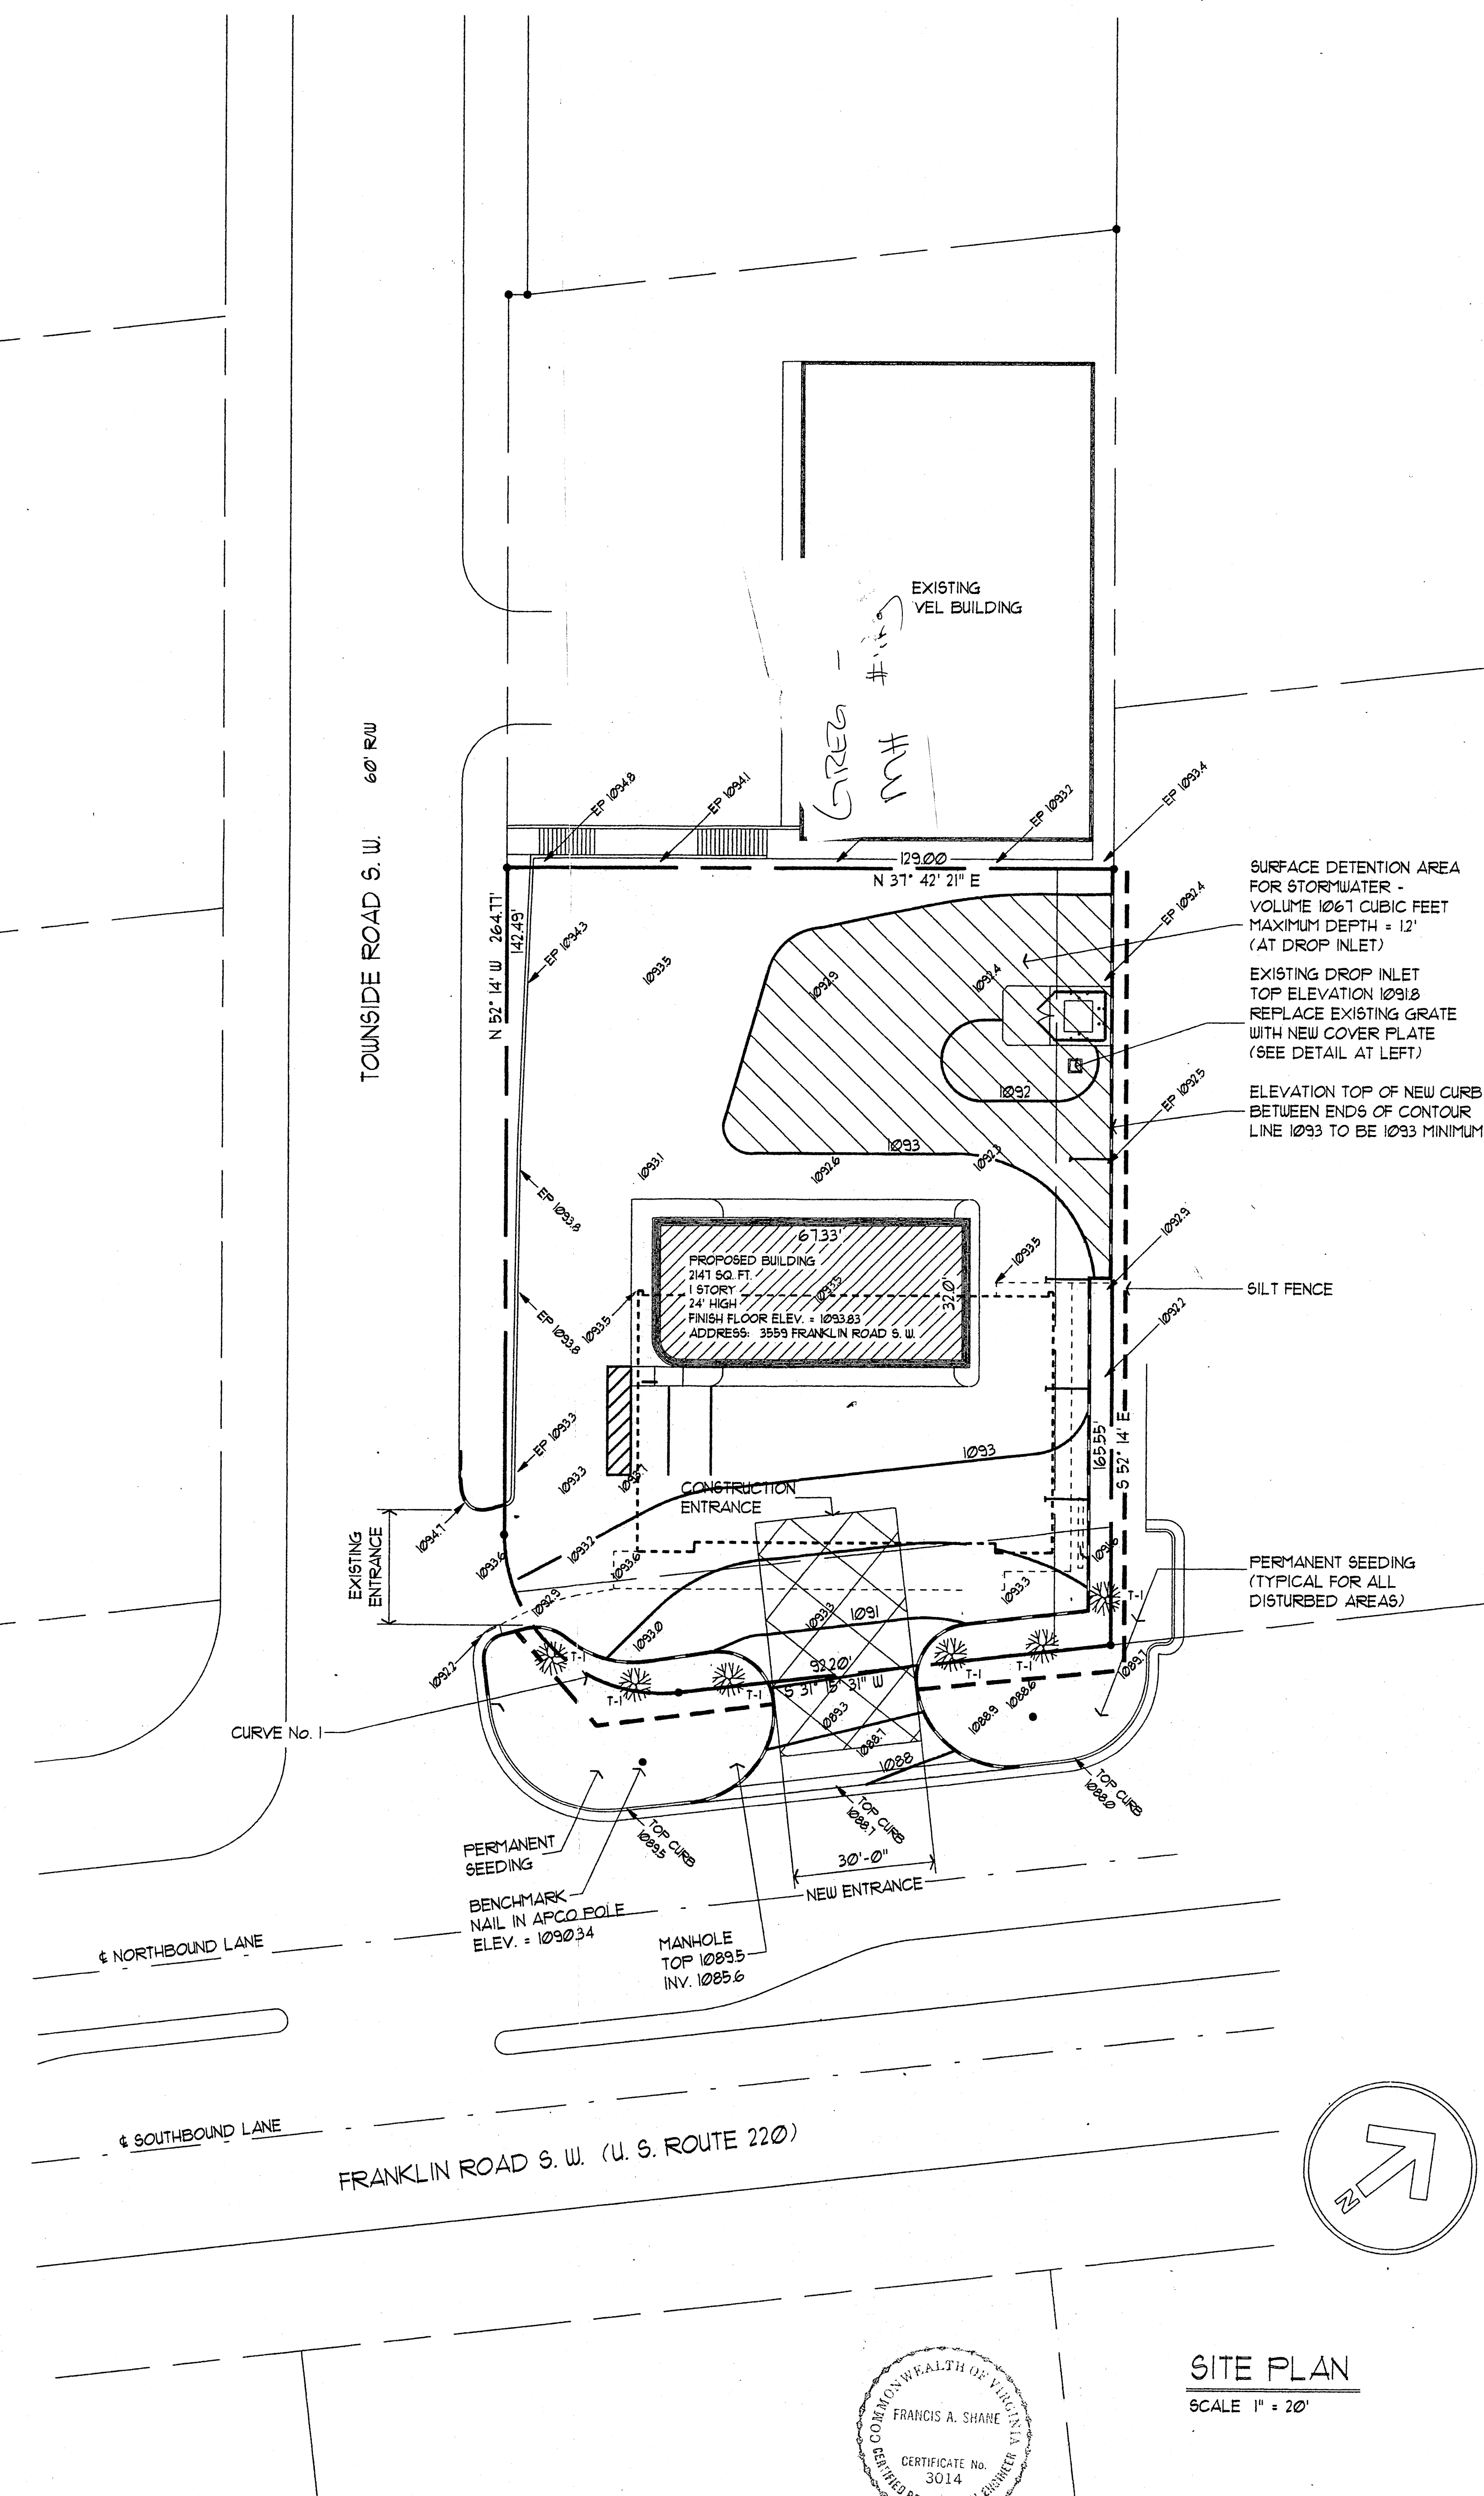 EXISTING
VEL BUILDING
GREG -
MH
TOWNSIDE ROAD S. W.   60' R/W
EP 1094.8
EP 1094.1
EP 1093.2
EP 1093.4
129.00
N 37° 42' 21" E
N 52° 14' W   264.77'
142.49'
EP 1094.3
1093.5
1092.9
1092.4
EP 1092.4
SURFACE DETENTION AREA
FOR STORMWATER -
VOLUME 1067 CUBIC FEET
MAXIMUM DEPTH = 1.2'
(AT DROP INLET)
EXISTING DROP INLET
TOP ELEVATION 1091.8
REPLACE EXISTING GRATE
WITH NEW COVER PLATE
(SEE DETAIL AT LEFT)
1092
EP 1092.5
ELEVATION TOP OF NEW CURB
BETWEEN ENDS OF CONTOUR
LINE 1093 TO BE 1093 MINIMUM
1093
1093.1
1092.6
1092.3
EP 1093.8
1092.9
67.33'
PROPOSED BUILDING
2147 SQ. FT.
1 STORY
24' HIGH
FINISH FLOOR ELEV. = 1093.83
ADDRESS: 3559 FRANKLIN ROAD S. W.
1093.5
32.0'
1093.5
SILT FENCE
EP 1093.8
1093.5
1092.2
EP 1093.3
1093.3
1093
165.55'
S 52° 14' E
CONSTRUCTION
ENTRANCE
EXISTING
ENTRANCE
1094.7
1093.6
1093.2
1093.6
1092.9
1093.0
1093.3
1091
1093.3
T-1
PERMANENT SEEDING
(TYPICAL FOR ALL
DISTURBED AREAS)
1092.2
T-1
T-1
T-1
92.20'
S 31° 15' 31" W
T-1
T-1
1089.7
1089.3
1088.7
1088
1088.9
1088.6
CURVE No. 1
TOP CURB
1089.5
TOP CURB
1088.7
TOP CURB
1088.0
PERMANENT
SEEDING
BENCHMARK
NAIL IN APCO POLE
ELEV. = 1090.34
MANHOLE
TOP 1089.5
INV. 1085.6
30'-0"
NEW ENTRANCE
℄ NORTHBOUND LANE
℄ SOUTHBOUND LANE
FRANKLIN ROAD S. W. (U. S. ROUTE 220)
N
SITE PLAN
SCALE 1" = 20'
COMMONWEALTH OF VIRGINIA
FRANCIS A. SHANE
CERTIFICATE No.
3014
CERTIFIED
ENGINEER